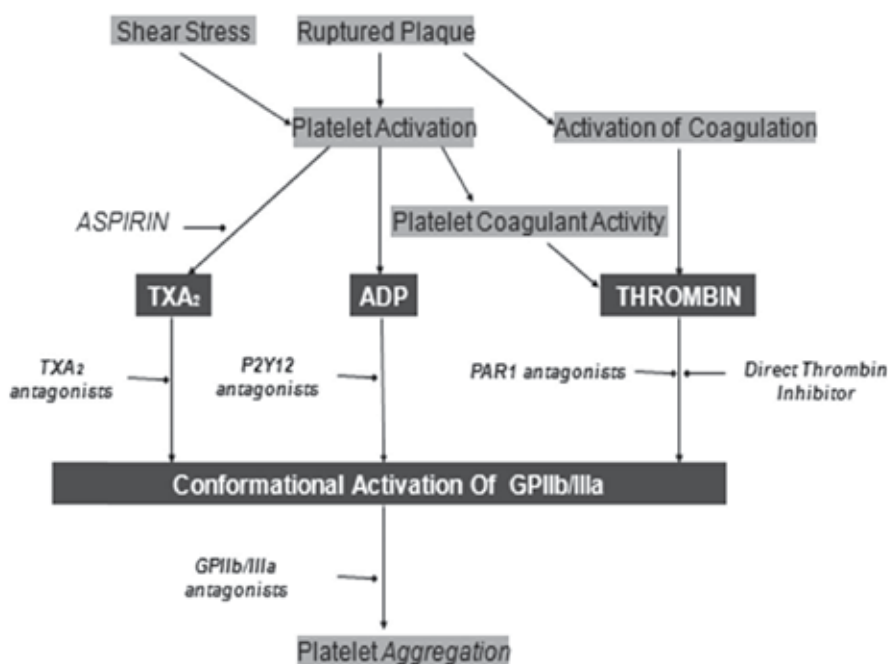 Shear Stress
Ruptured Plaque
Platelet Activation
Activation of Coagulation
ASPIRIN
Platelet Coagulant Activity
TXA₂
ADP
THROMBIN
TXA₂
antagonists
P2Y12
antagonists
PAR1 antagonists
Direct Thrombin
Inhibitor
Conformational Activation Of GPIIb/IIIa
GPIIb/IIIa
antagonists
Platelet Aggregation